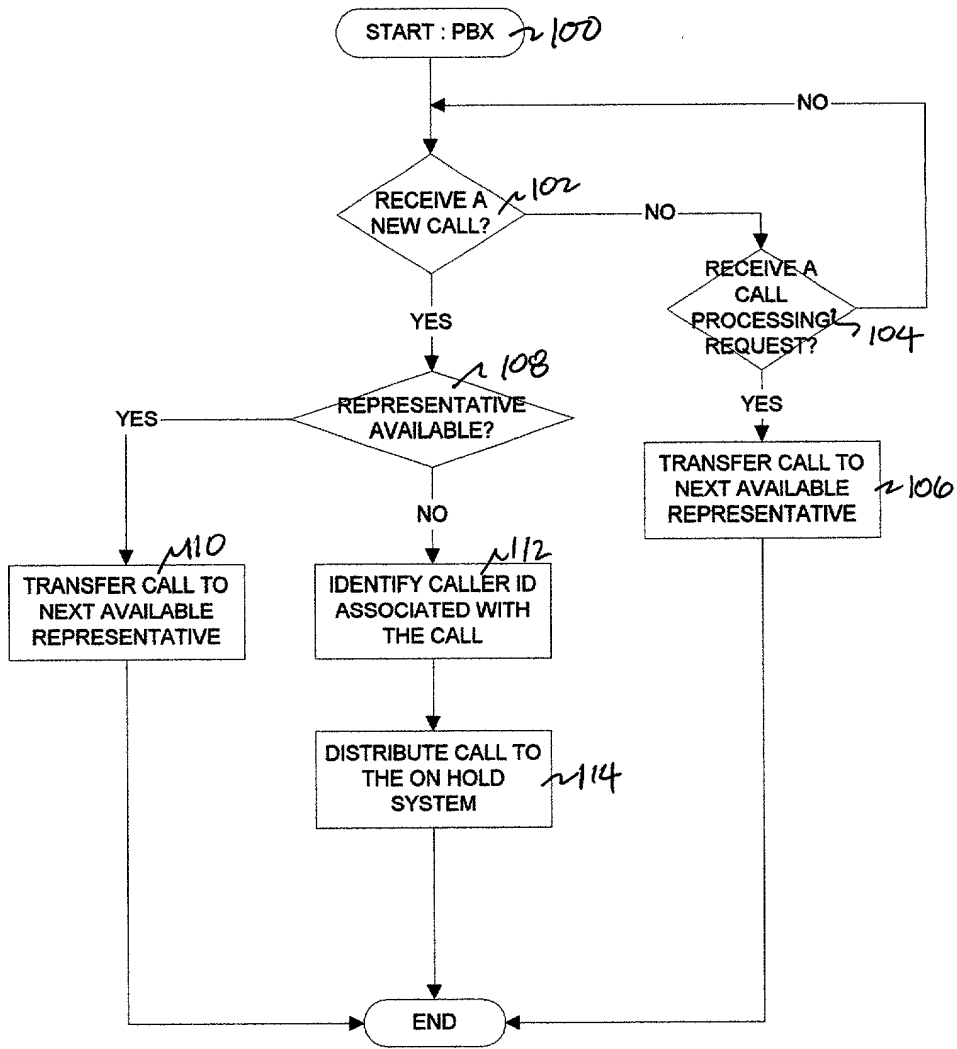 START : PBX 100
NO
RECEIVE A
NEW CALL?
102
NO
RECEIVE A
CALL
PROCESSING
REQUEST?
104
YES
108
REPRESENTATIVE
AVAILABLE?
YES
YES
TRANSFER CALL TO
NEXT AVAILABLE
REPRESENTATIVE
106
NO
110
TRANSFER CALL TO
NEXT AVAILABLE
REPRESENTATIVE
112
IDENTIFY CALLER ID
ASSOCIATED WITH
THE CALL
DISTRIBUTE CALL TO
THE ON HOLD
SYSTEM
114
END